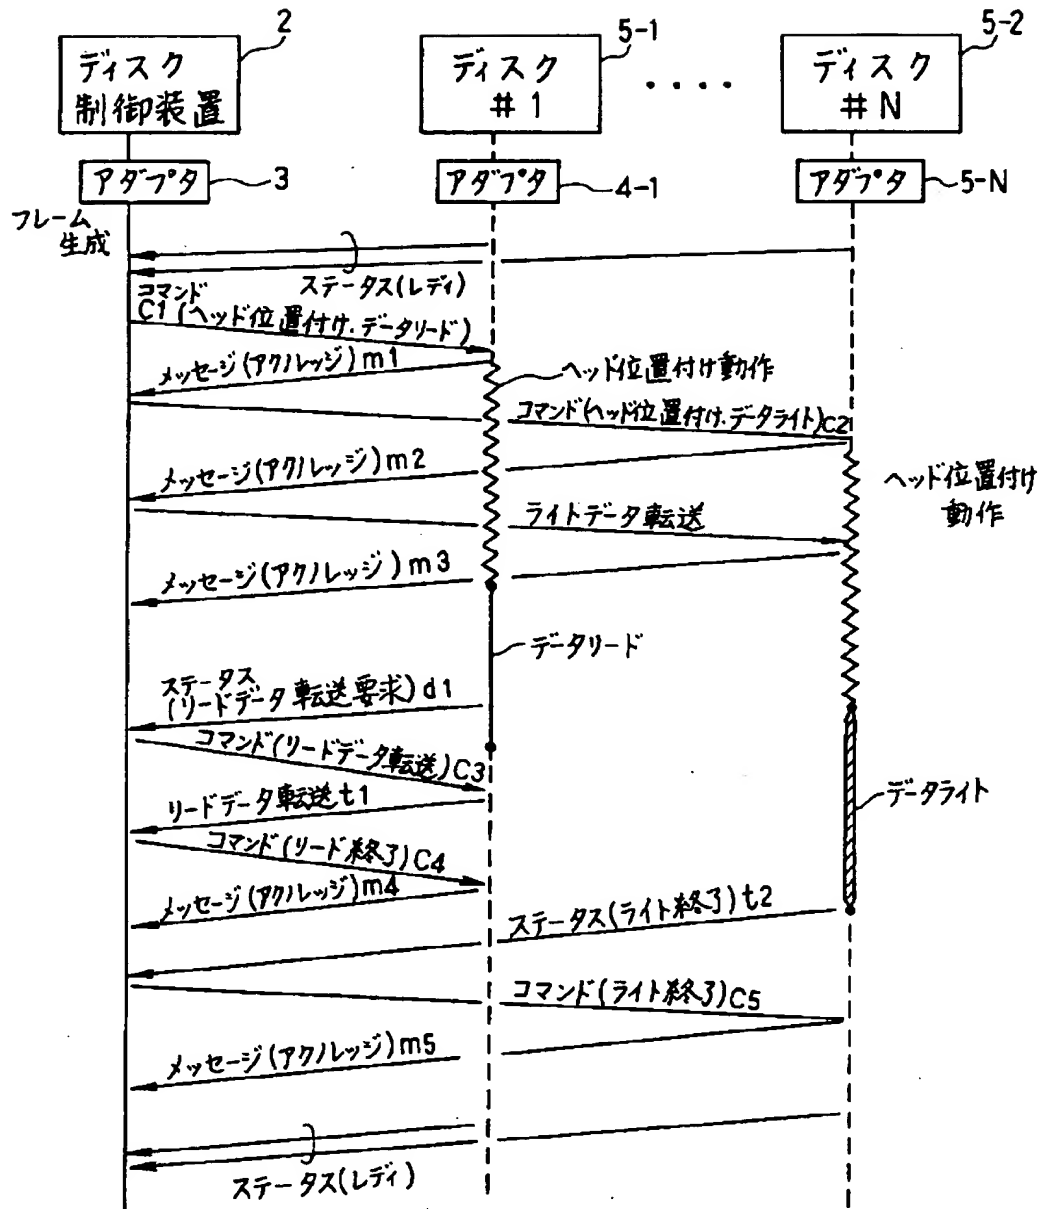 2
ディスク
制御装置
5-1
ディスク
#1
・・・・
5-2
ディスク
#N
アダプタ
3
アダプタ
4-1
アダプタ
5-N
フレーム
生成
ステータス(レディ)
コマンド
C1(ヘッド位置付け.データリード)
メッセージ(アクノレッジ)m1
ヘッド位置付け動作
コマンド(ヘッド位置付け.データライト)C2
メッセージ(アクノレッジ)m2
ヘッド位置付け
動作
ライトデータ転送
メッセージ(アクノレッジ)m3
データリード
ステータス
(リードデータ転送要求)d1
コマンド(リードデータ転送)C3
リードデータ転送t1
データライト
コマンド(リード終了)C4
メッセージ(アクノレッジ)m4
ステータス(ライト終了)t2
コマンド(ライト終了)C5
メッセージ(アクノレッジ)m5
ステータス(レディ)